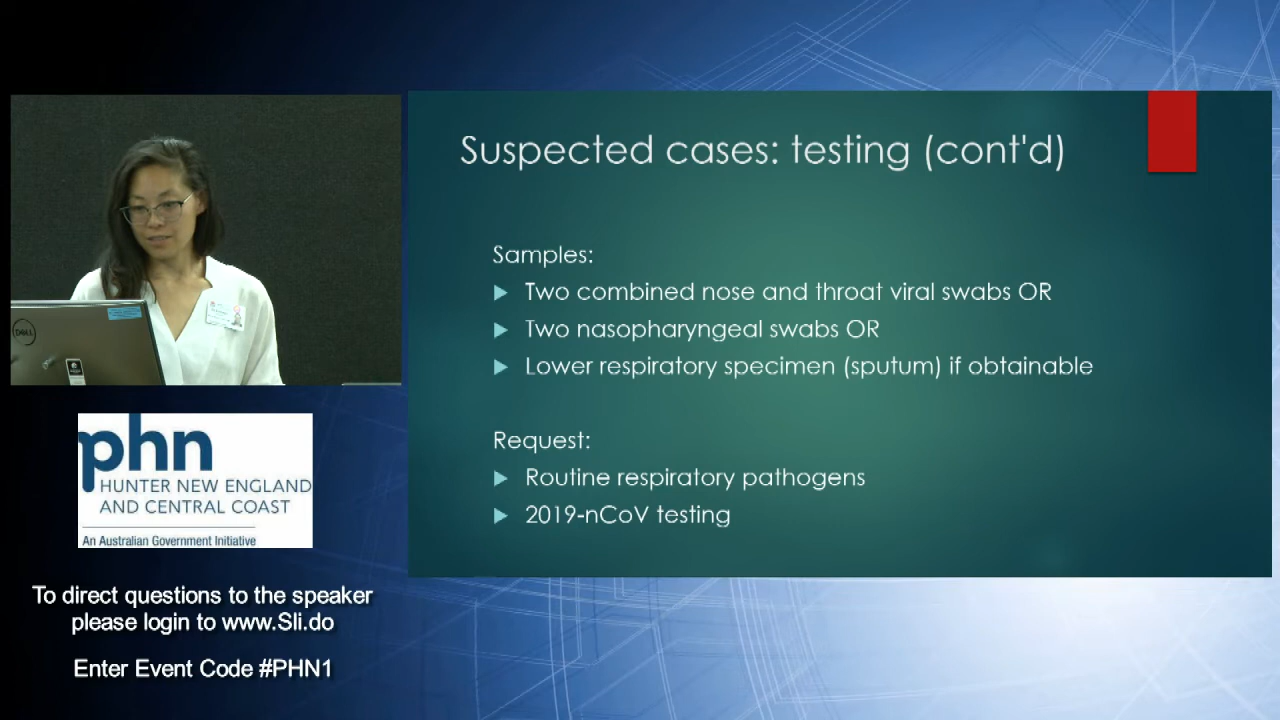 Suspected cases: testing (cont'd)
Samples:
Two combined nose and throat viral swabs OR
Two nasopharyngeal swabs OR
Lower respiratory specimen (sputum) if obtainable
Request:
Routine respiratory pathogens
2019-nCoV testing
DELL
phn
HUNTER NEW ENGLAND
AND CENTRAL COAST
An Australian Government Initiative
To direct questions to the speaker
please login to www.Sli.do
Enter Event Code #PHN1